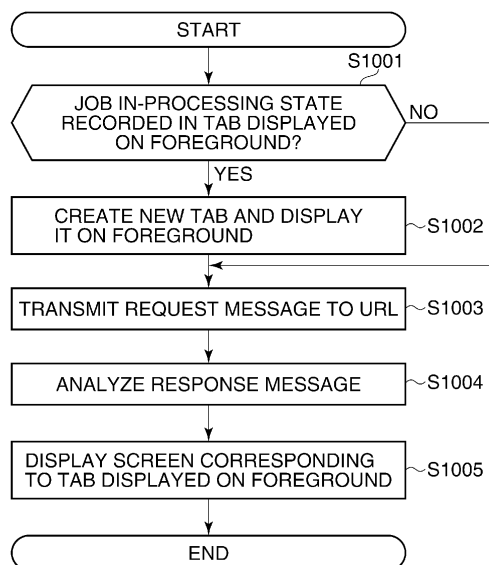 START
S1001
JOB IN-PROCESSING STATE
RECORDED IN TAB DISPLAYED
ON FOREGROUND?
NO
YES
CREATE NEW TAB AND DISPLAY
IT ON FOREGROUND
S1002
TRANSMIT REQUEST MESSAGE TO URL
S1003
ANALYZE RESPONSE MESSAGE
S1004
DISPLAY SCREEN CORRESPONDING
TO TAB DISPLAYED ON FOREGROUND
S1005
END